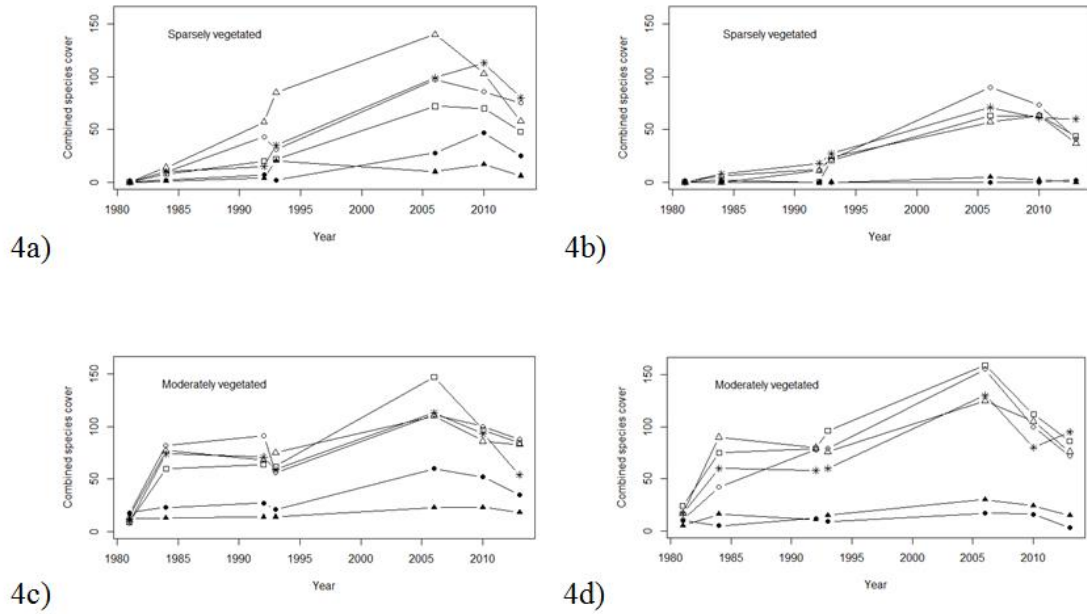 Sparsely vegetated
Combined species cover
0 50 100 150
1980 1985 1990 1995 2000 2005 2010
Year
4a)
Sparsely vegetated
Combined species cover
0 50 100 150
1980 1985 1990 1995 2000 2005 2010
Year
4b)
Moderately vegetated
Combined species cover
0 50 100 150
1980 1985 1990 1995 2000 2005 2010
Year
4c)
Moderately vegetated
Combined species cover
0 50 100 150
1980 1985 1990 1995 2000 2005 2010
Year
4d)